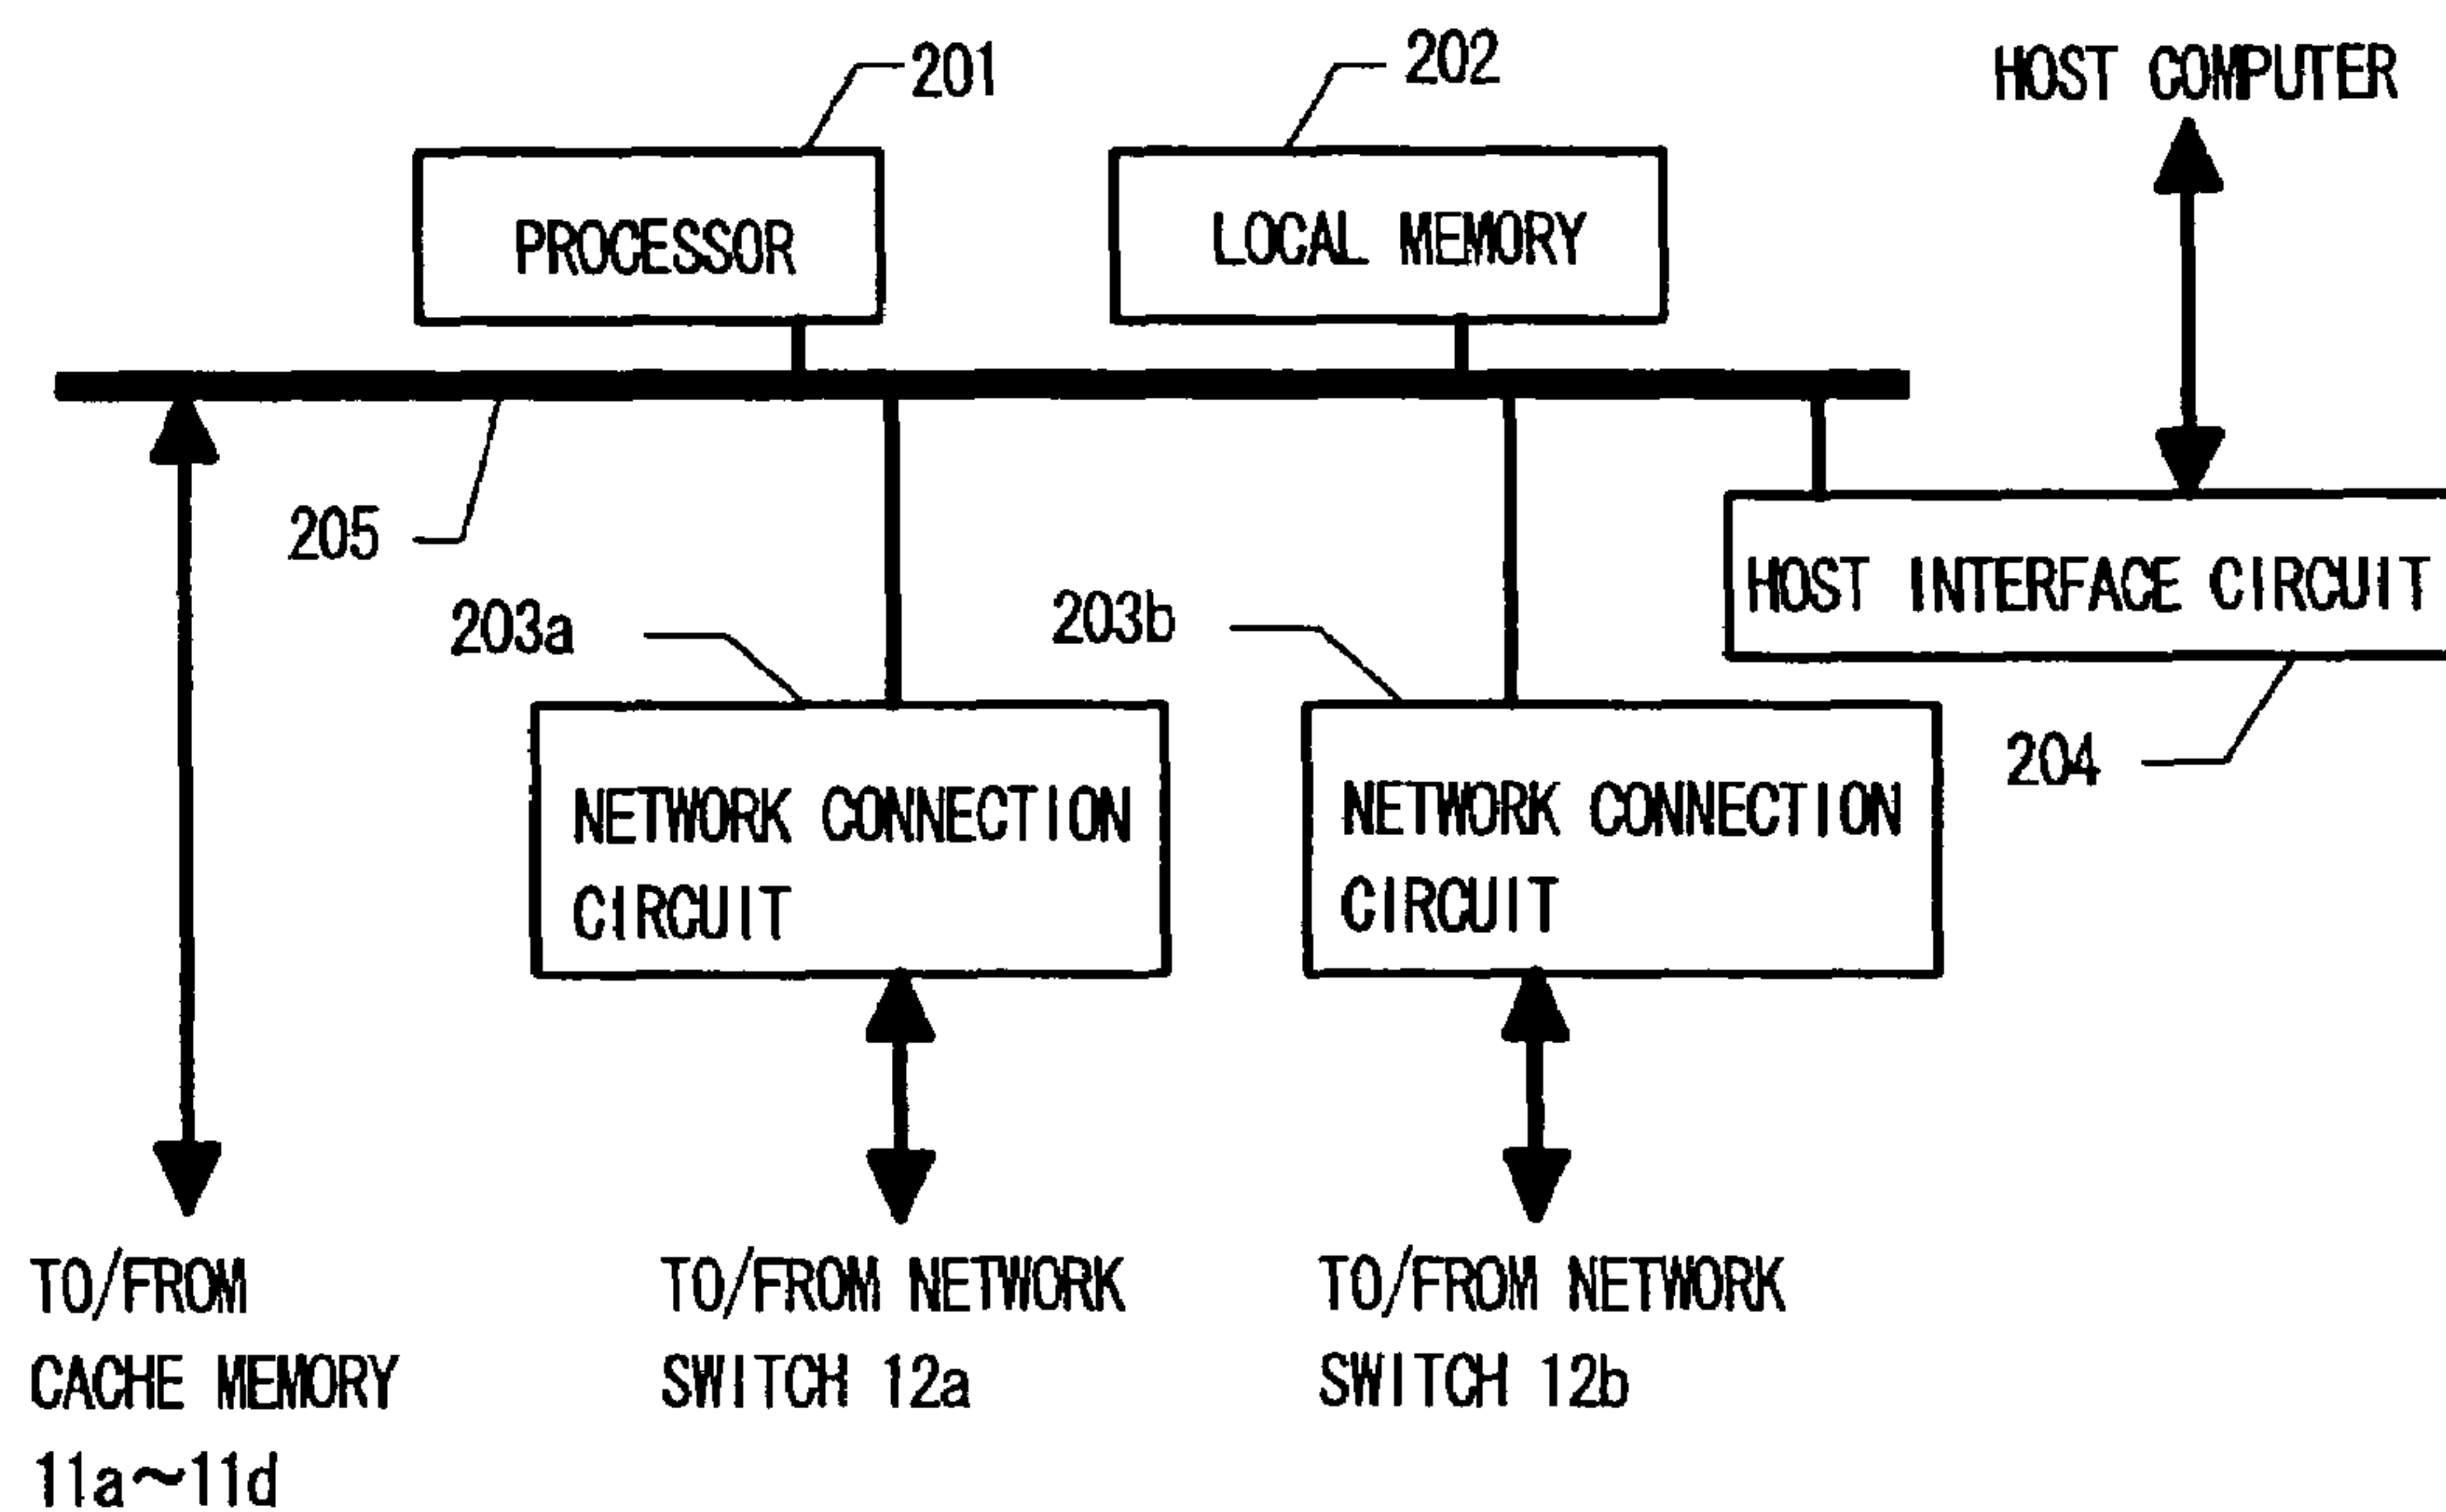 201
202
HOST COMPUTER
PROCESSOR
LOCAL MEMORY
205
HOST INTERFACE CIRCUIT
203a
203b
204
NETWORK CONNECTION
CIRCUIT
NETWORK CONNECTION
CIRCUIT
TO/FROM
CACHE MEMORY
11a~11d
TO/FROM NETWORK
SWITCH 12a
TO/FROM NETWORK
SWITCH 12b